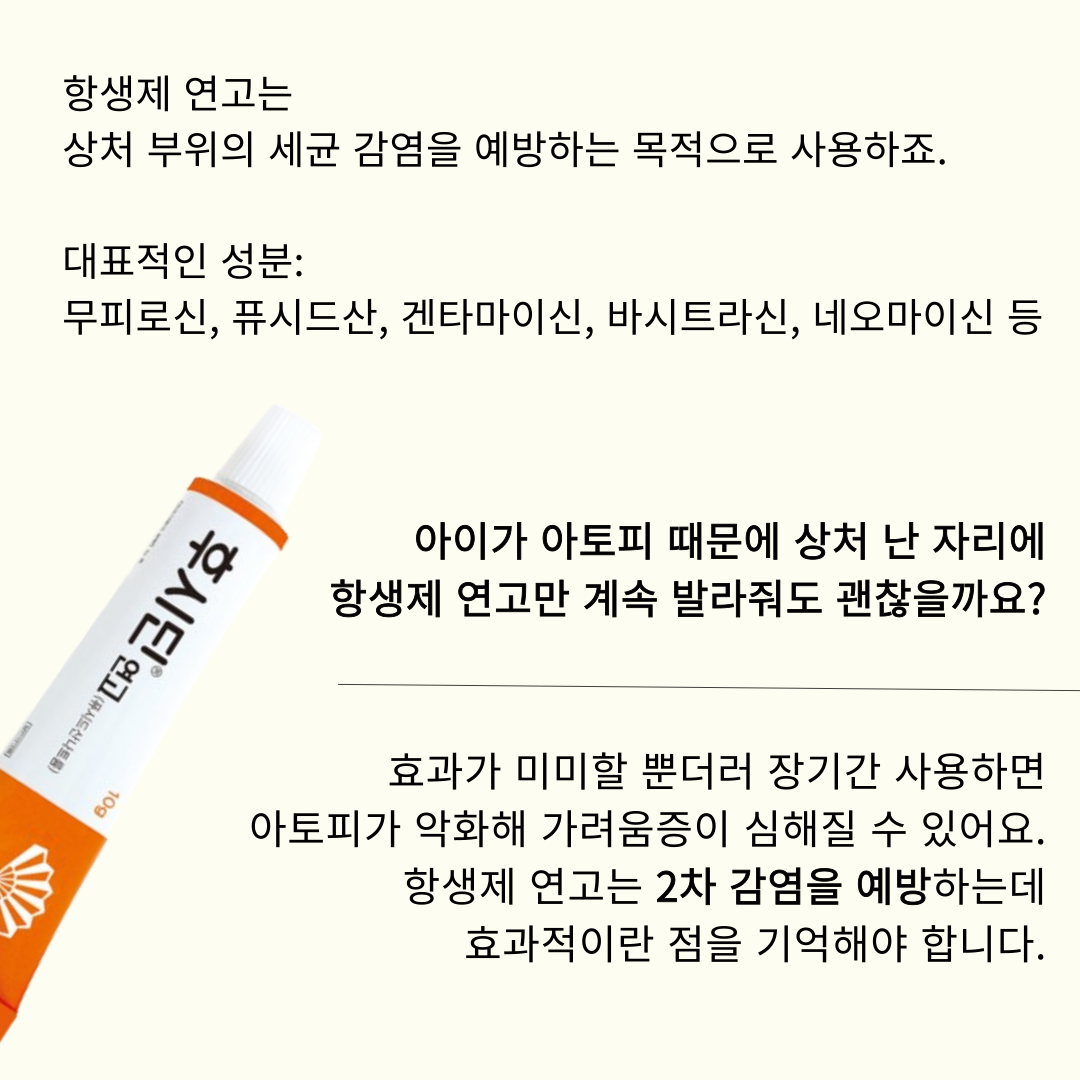 항생제 연고는
상처 부위의 세균 감염을 예방하는 목적으로 사용하죠.
대표적인 성분:
무피로신, 퓨시드산, 겐타마이신, 바시트라신, 네오마이신 등
후시딘® 연고 (퓨시드산나트륨)
10g
아이가 아토피 때문에 상처 난 자리에
항생제 연고만 계속 발라줘도 괜찮을까요?
효과가 미미할 뿐더러 장기간 사용하면
아토피가 악화해 가려움증이 심해질 수 있어요.
항생제 연고는 2차 감염을 예방하는데
효과적이란 점을 기억해야 합니다.